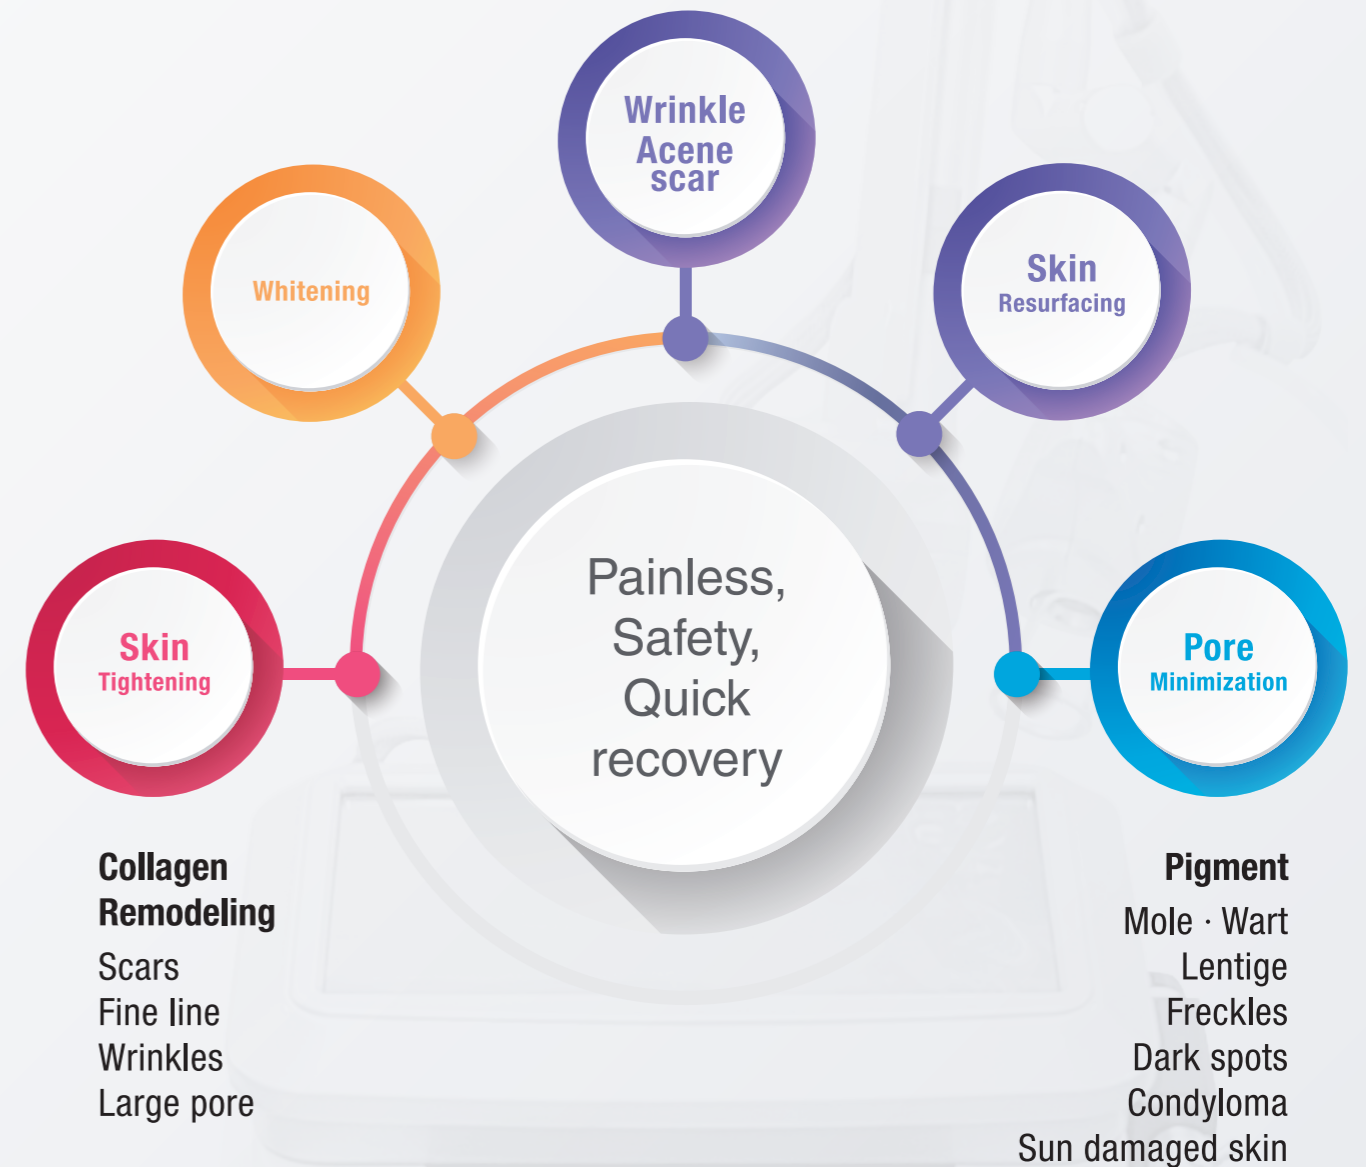 Wrinkle
Acene
scar
Whitening
Skin
Resurfacing
Skin
Tightening
Painless,
Safety,
Quick
recovery
Pore
Minimization
Collagen
Remodeling
Scars
Fine line
Wrinkles
Large pore
Pigment
Mole · Wart
Lentige
Freckles
Dark spots
Condyloma
Sun damaged skin